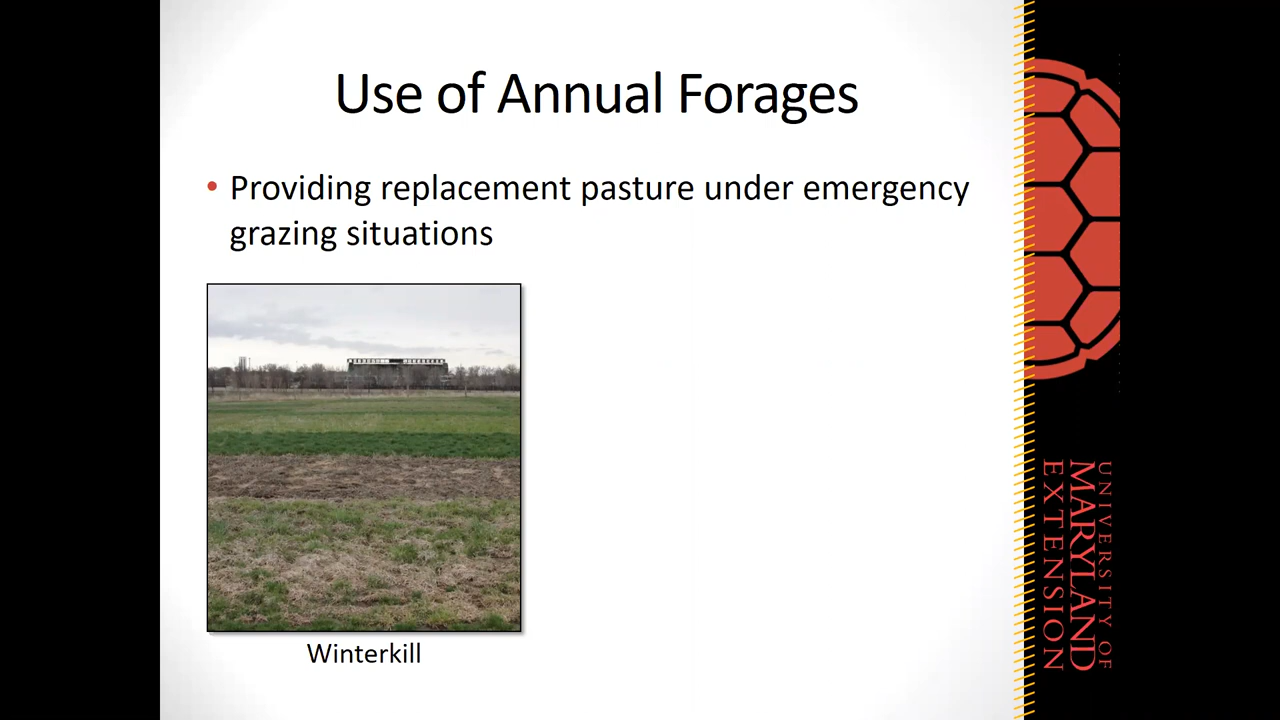 Use of Annual Forages
• Providing replacement pasture under emergency
grazing situations
Winterkill
UNIVERSITY OF
MARYLAND
EXTENSION